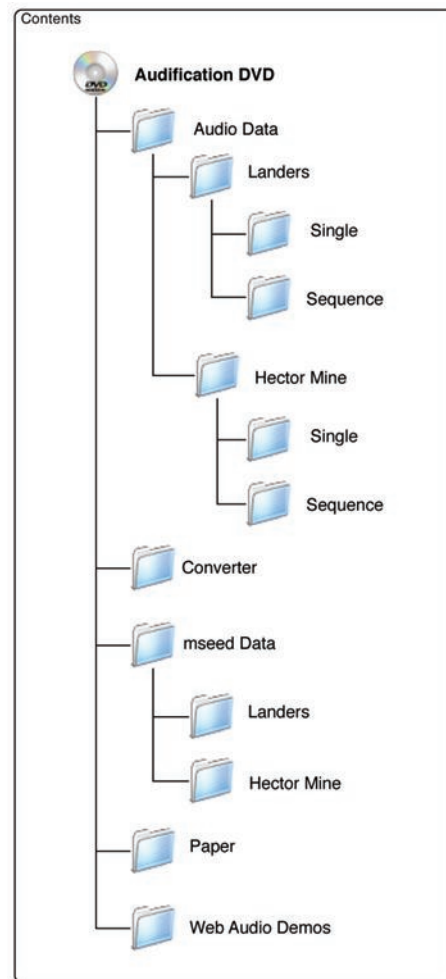 Contents
DVD
Audification DVD
Audio Data
Landers
Single
Sequence
Hector Mine
Single
Sequence
Converter
mseed Data
Landers
Hector Mine
Paper
Web Audio Demos